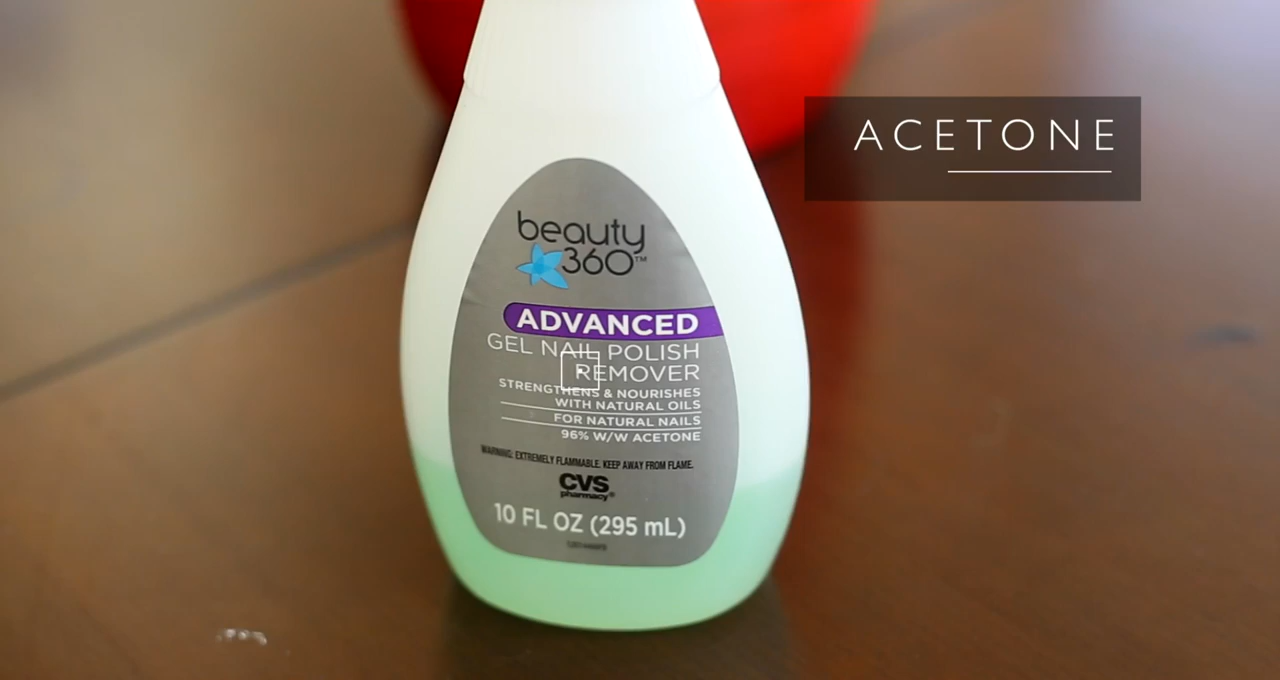 ACETONE
beauty
360™
ADVANCED
GEL NAIL POLISH
REMOVER
STRENGTHENS & NOURISHES
WITH NATURAL OILS
FOR NATURAL NAILS
96% W/W ACETONE
WARNING: EXTREMELY FLAMMABLE. KEEP AWAY FROM FLAME.
CVS
pharmacy®
10 FL OZ (295 mL)